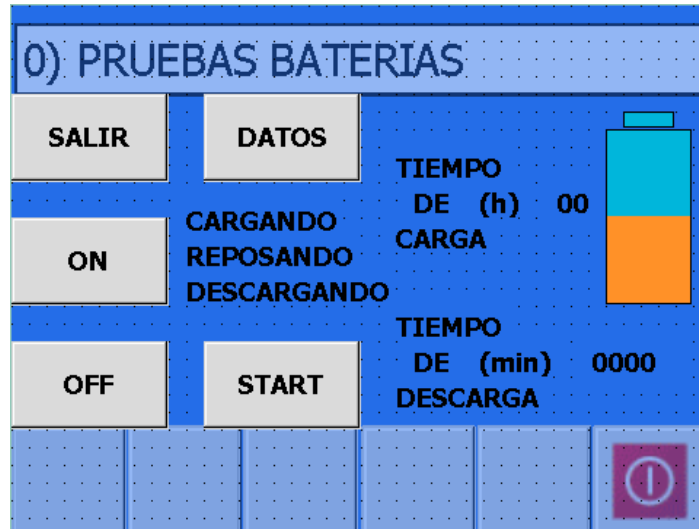 0) PRUEBAS BATERIAS
SALIR
DATOS
TIEMPO
DE (h) 00
CARGA
ON
CARGANDO
REPOSANDO
DESCARGANDO
TIEMPO
DE (min) 0000
DESCARGA
OFF
START